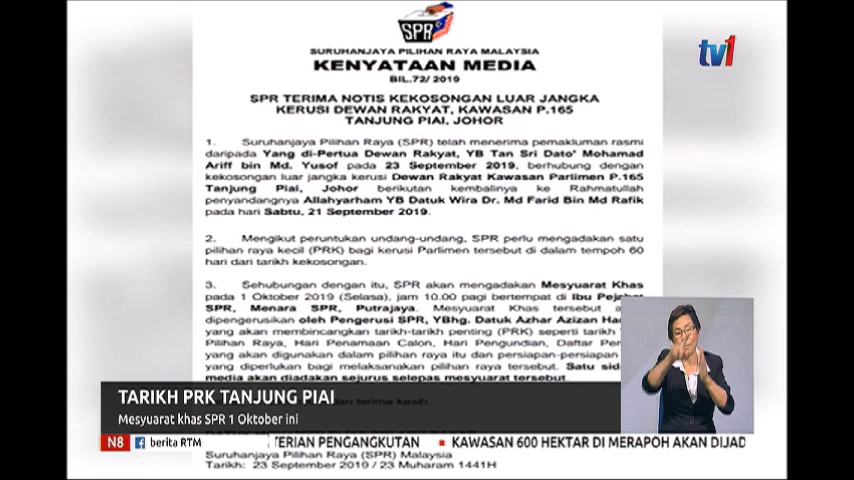 SPR
SURUHANJAYA PILIHAN RAYA MALAYSIA
KENYATAAN MEDIA
BIL.72/ 2019
SPR TERIMA NOTIS KEKOSONGAN LUAR JANGKA
KERUSI DEWAN RAKYAT, KAWASAN P.165
TANJUNG PIAI, JOHOR
1. Suruhanjaya Pilihan Raya (SPR) telah menerima pemakluman rasmi
daripada Yang di-Pertua Dewan Rakyat, YB Tan Sri Dato' Mohamad
Ariff bin Md. Yusof pada 23 September 2019, berhubung dengan
kekosongan luar jangka kerusi Dewan Rakyat Kawasan Parlimen P.165
Tanjung Piai, Johor berikutan kembalinya ke Rahmatullah
penyandangnya Allahyarham YB Datuk Wira Dr. Md Farid Bin Md Rafik
pada hari Sabtu, 21 September 2019.
2. Mengikut peruntukan undang-undang, SPR perlu mengadakan satu
pilihan raya kecil (PRK) bagi kerusi Parlimen tersebut di dalam tempoh 60
hari dari tarikh kekosongan.
3. Sehubungan dengan itu, SPR akan mengadakan Mesyuarat Khas
pada 1 Oktober 2019 (Selasa), jam 10.00 pagi bertempat di Ibu
SPR, Menara SPR, Putrajaya. Mesyuarat Khas tersebut
dipengerusikan oleh Pengerusi SPR, YBhg. Datuk Azhar Azizan
yang akan membincangkan tarikh-tarikh penting (PRK) seperti tarikh
Pilihan Raya, Hari Penamaan Calon, Hari Pengundian, Daftar
yang akan digunakan dalam pilihan raya itu dan persiapan-persiapan
yang diperlukan bagi melaksanakan pilihan raya tersebut. Satu
media akan diadakan sejurus selepas mesyuarat tersebut.
dan terima kasih.
Suruhanjaya Pilihan Raya (SPR) Malaysia
Tarikh: 23 September 2019 / 23 Muharam 1441H
tv1
TARIKH PRK TANJUNG PIAI
Mesyuarat khas SPR 1 Oktober ini
N8 f berita RTM TERIAN PENGANGKUTAN ▪ KAWASAN 600 HEKTAR DI MERAPOH AKAN DIJAD